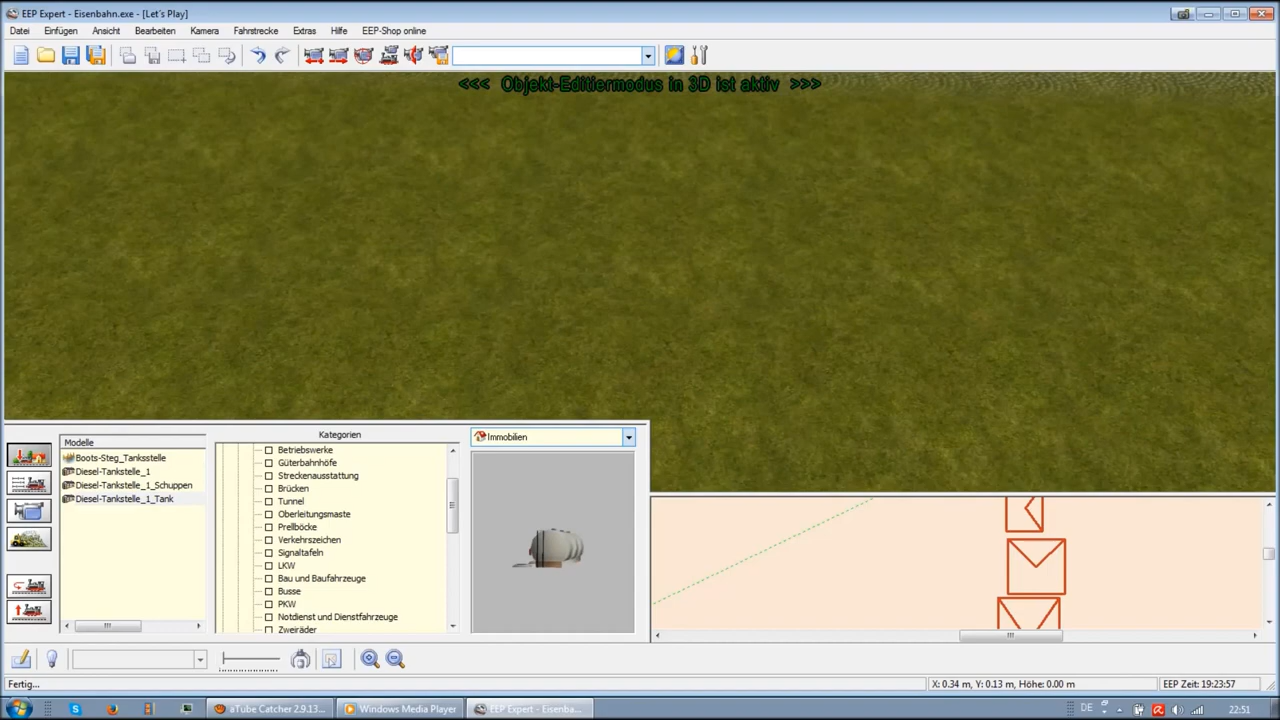 EEP Expert - Eisenbahn.exe - [Let's Play]
Datei Einfügen Ansicht Bearbeiten Kamera Fahrstrecke Extras Hilfe EEP-Shop online
<<< Objekt-Editiermodus in 3D ist aktiv >>>
Modelle
Boots-Steg_Tanksstelle
Diesel-Tankstelle_1
Diesel-Tankstelle_1_Schuppen
Diesel-Tankstelle_1_Tank
Kategorien
Betriebswerke
Güterbahnhöfe
Streckenausstattung
Brücken
Tunnel
Oberleitungsmaste
Prellböcke
Verkehrszeichen
Signaltafeln
LKW
Bau und Baufahrzeuge
Busse
PKW
Notdienst und Dienstfahrzeuge
Zweiräder
Immobilien
Fertig...
X: 0.34 m, Y: 0.13 m, Höhe: 0.00 m
EEP Zeit: 19:23:57
aTube Catcher 2.9.13...
Windows Media Player
EEP Expert - Eisenba...
DE
22:51